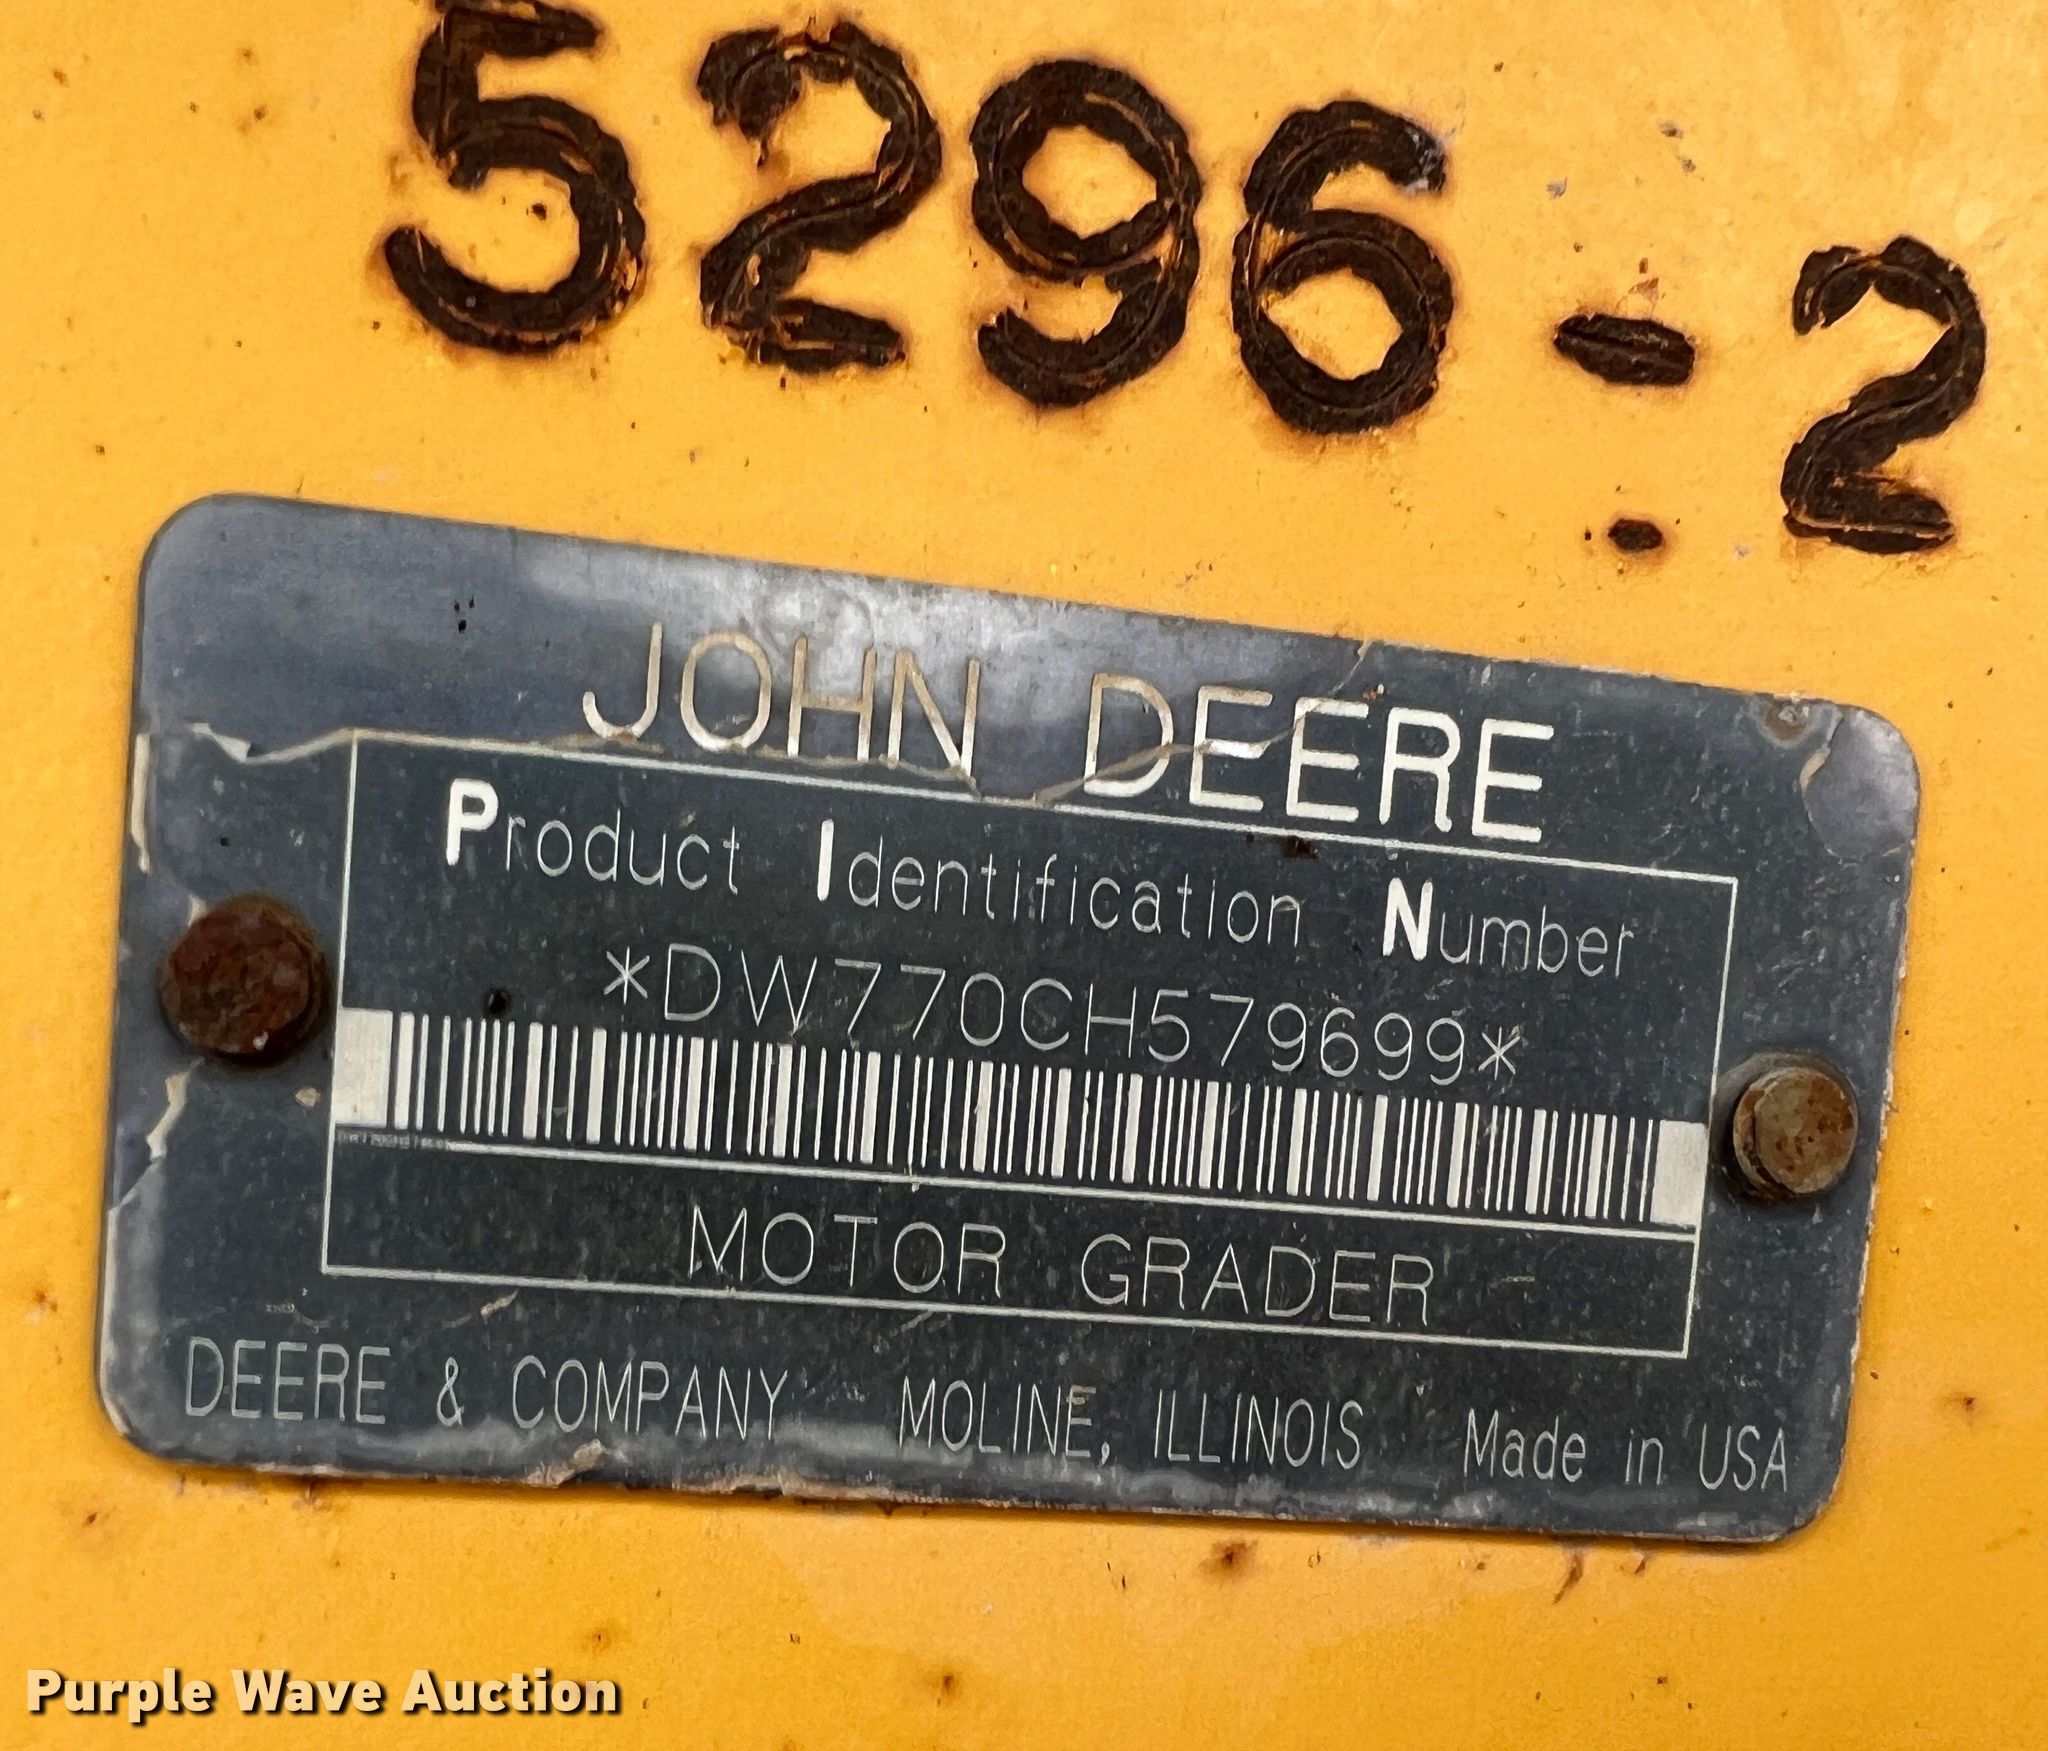 5296-2
JOHN DEERE
Product Identification Number
*DW770CH579699*
MOTOR GRADER
DEERE & COMPANY MOLINE, ILLINOIS Made in USA
Purple Wave Auction